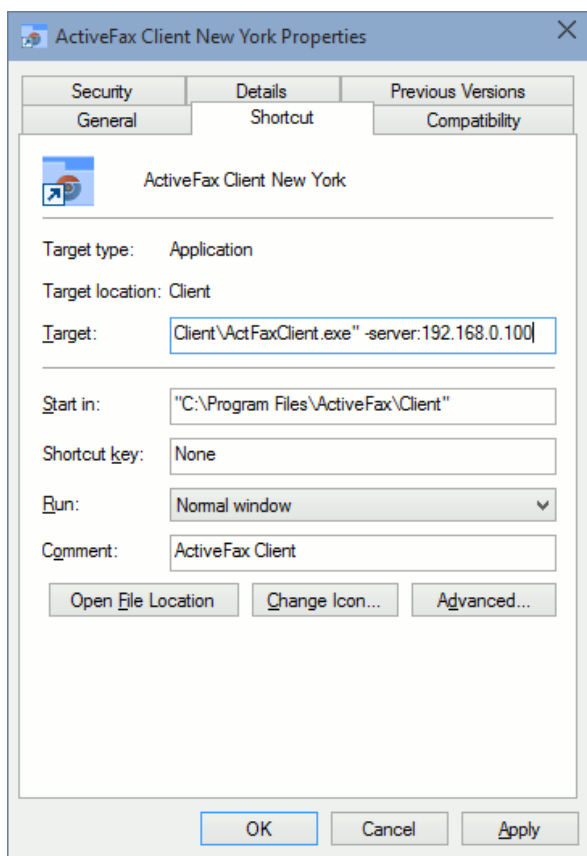 ActiveFax Client New York Properties
Security Details Previous Versions
General Shortcut Compatibility
ActiveFax Client New York
Target type: Application
Target location: Client
Target: Client\ActFaxClient.exe" -server:192.168.0.100
Start in: "C:\Program Files\ActiveFax\Client"
Shortcut key: None
Run: Normal window
Comment: ActiveFax Client
Open File Location Change Icon... Advanced...
OK Cancel Apply